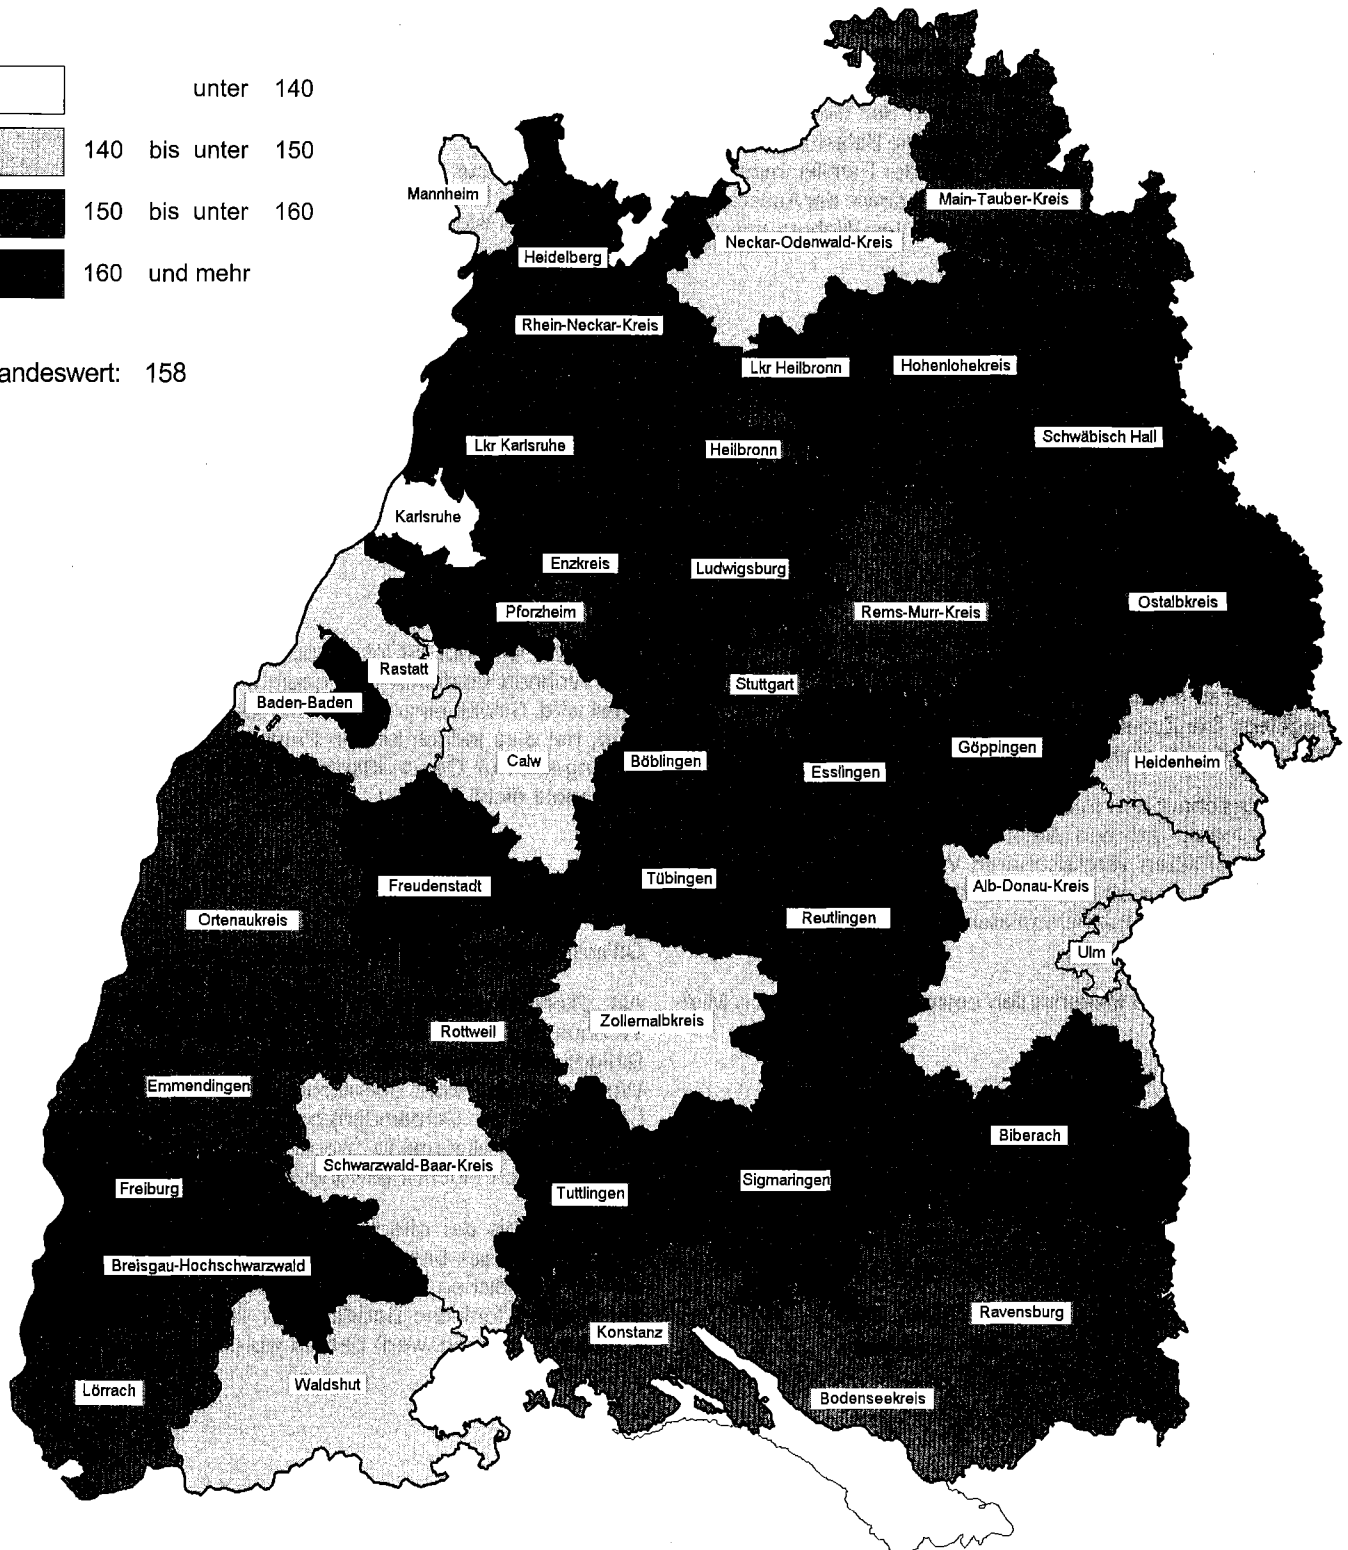 unter 140
140 bis unter 150
150 bis unter 160
160 und mehr
andeswert: 158
Mannheim
Main-Tauber-Kreis
Neckar-Odenwald-Kreis
Heidelberg
Rhein-Neckar-Kreis
Lkr Heilbronn
Hohenlohekreis
Schwäbisch Hall
Lkr Karlsruhe
Heilbronn
Karlsruhe
Enzkreis
Ludwigsburg
Ostalbkreis
Pforzheim
Rems-Murr-Kreis
Rastatt
Stuttgart
Baden-Baden
Göppingen
Calw
Böblingen
Esslingen
Heidenheim
Tübingen
Freudenstadt
Alb-Donau-Kreis
Ortenaukreis
Reutlingen
Ulm
Zollernalbkreis
Rottweil
Emmendingen
Biberach
Schwarzwald-Baar-Kreis
Freiburg
Tuttlingen
Sigmaringen
Breisgau-Hochschwarzwald
Ravensburg
Konstanz
Lörrach
Waldshut
Bodenseekreis